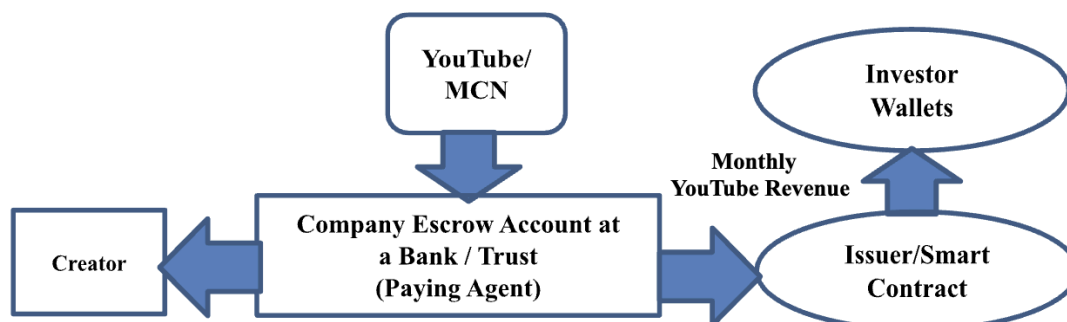 YouTube/
MCN
Investor
Wallets
Monthly
YouTube Revenue
Creator
Company Escrow Account at
a Bank / Trust
(Paying Agent)
Issuer/Smart
Contract